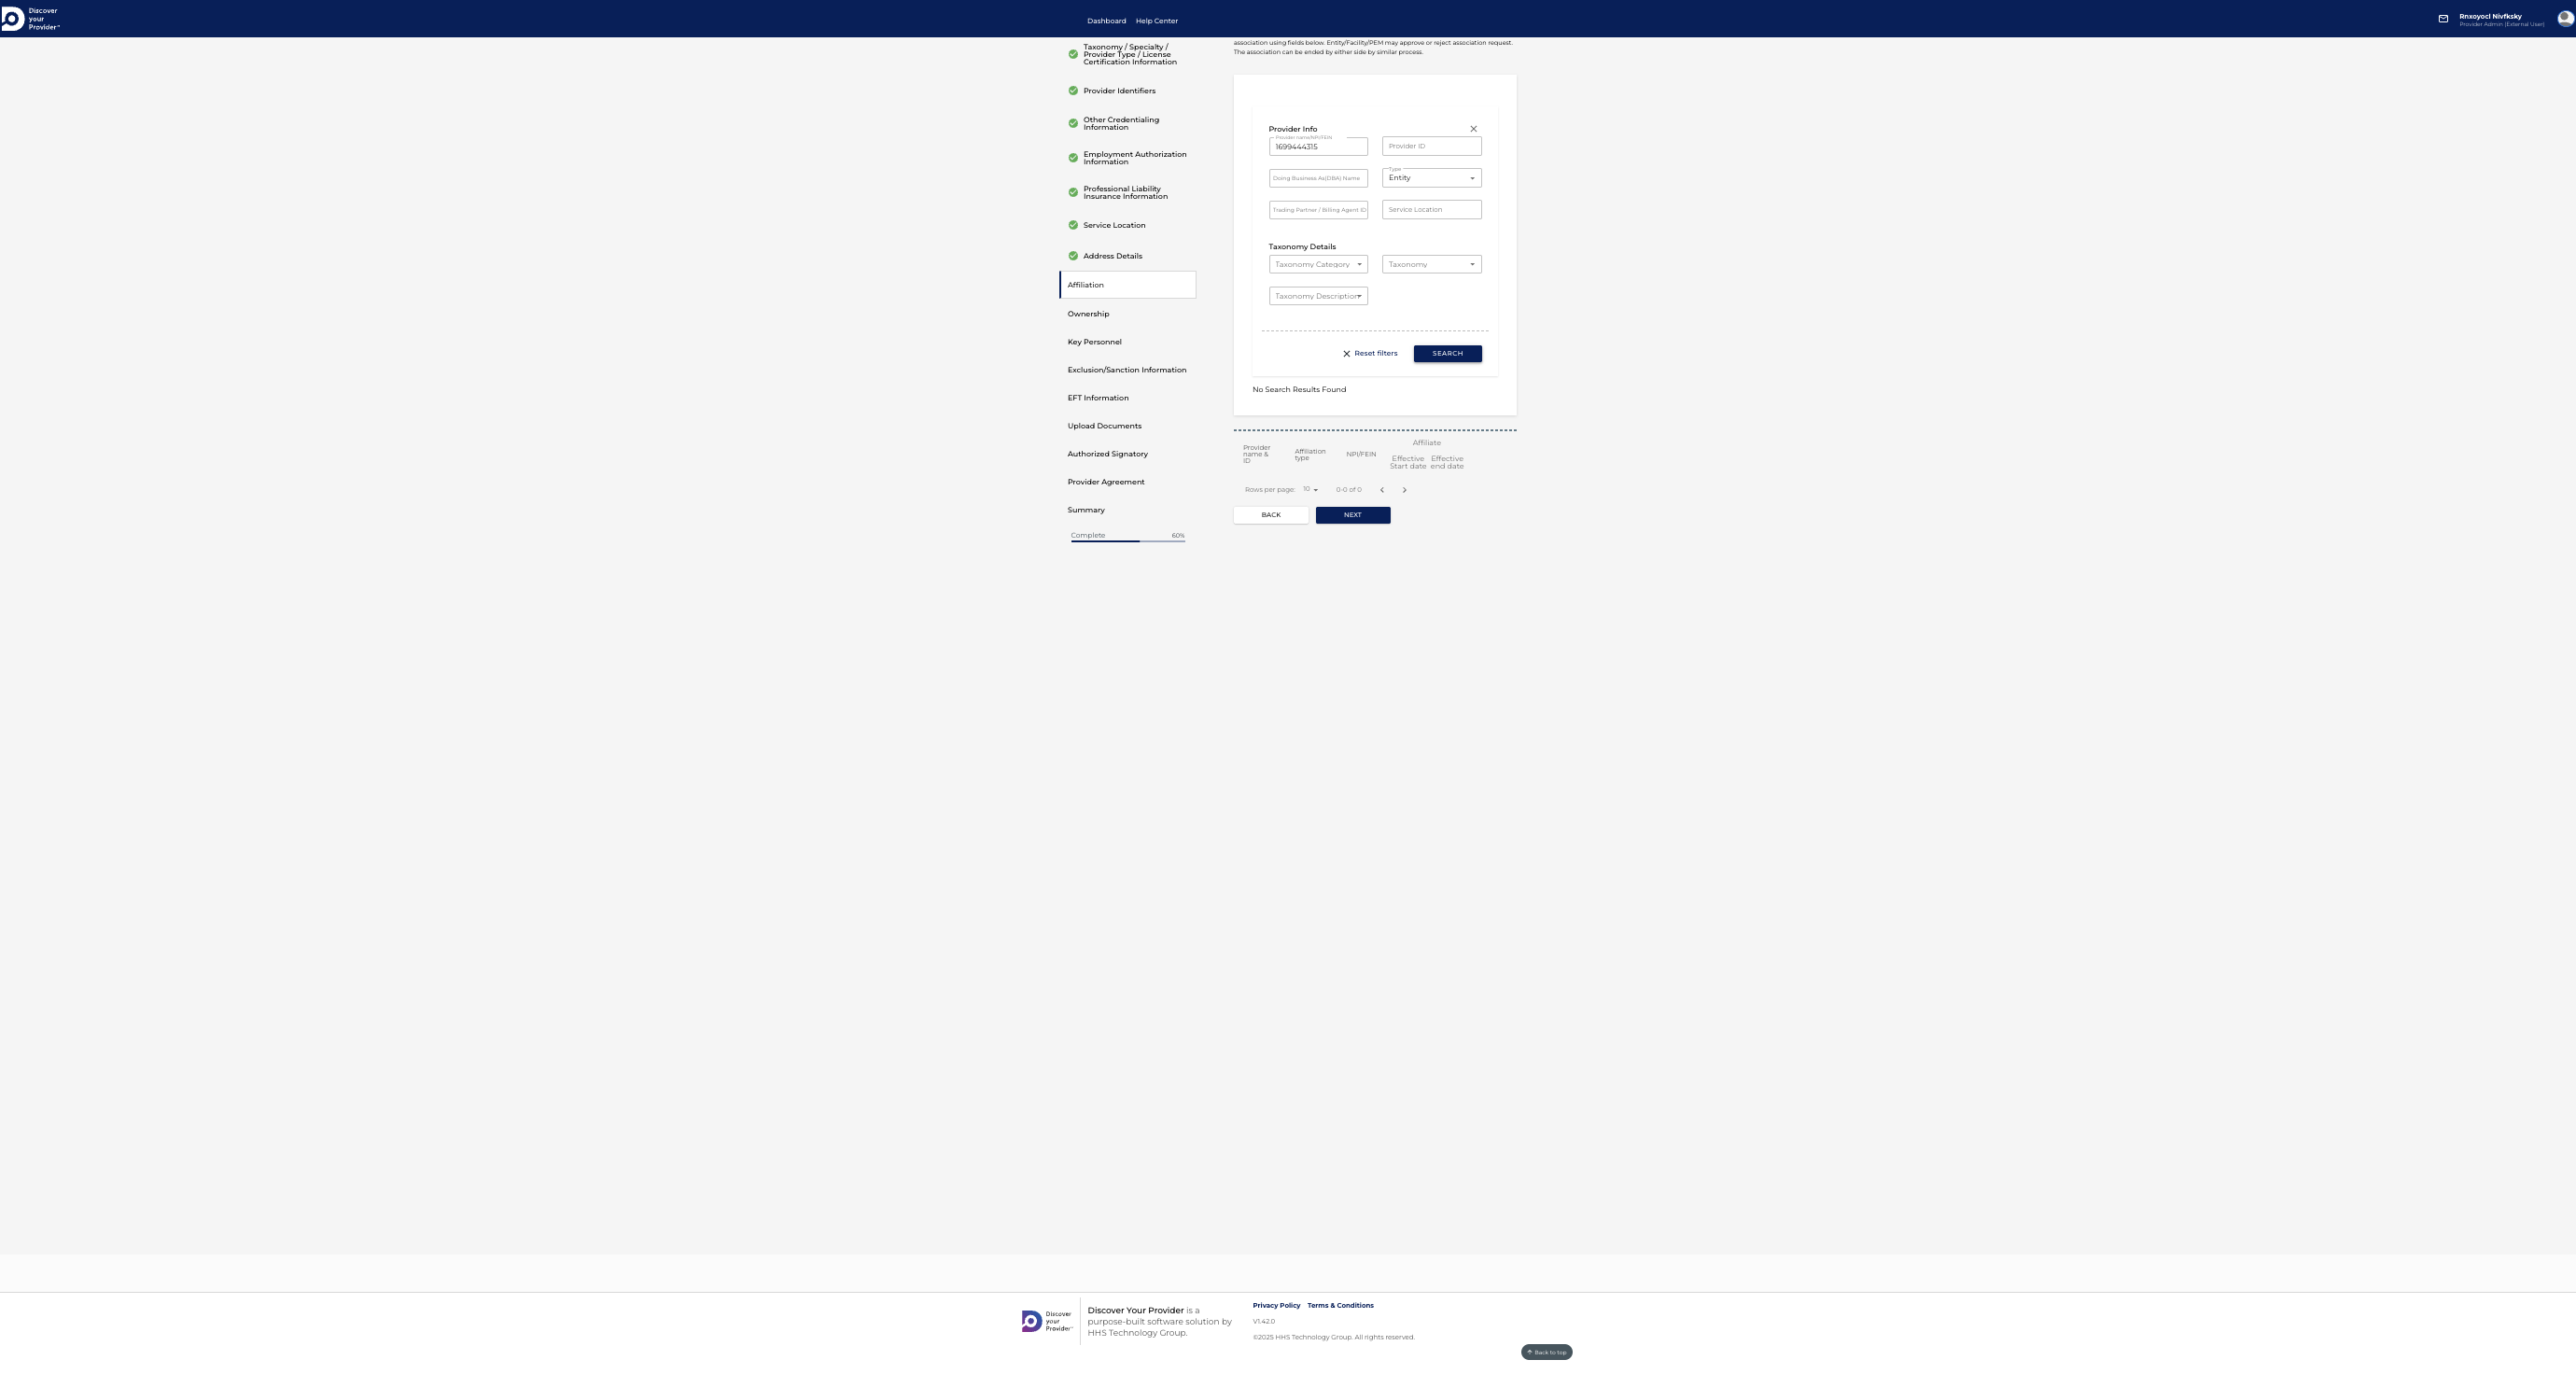 Discover
your
Provider™
Dashboard Help Center
Rnxoyocl Nivfksky
Provider Admin (External User)
Taxonomy / Specialty /
Provider Type / License
Certification Information
Provider Identifiers
Other Credentialing
Information
Employment Authorization
Information
Professional Liability
Insurance Information
Service Location
Address Details
Affiliation
Ownership
Key Personnel
Exclusion/Sanction Information
EFT Information
Upload Documents
Authorized Signatory
Provider Agreement
Summary
Complete 60%
association using fields below. Entity/Facility/PEM may approve or reject association request.
The association can be ended by either side by similar process.
Provider Info
Provider name/NPI/FEIN
1699444315
Provider ID
Doing Business As(DBA) Name
Type
Entity
Trading Partner / Billing Agent ID
Service Location
Taxonomy Details
Taxonomy Category
Taxonomy
Taxonomy Description
Reset filters
SEARCH
No Search Results Found
Provider
name &
ID
Affiliation
type
NPI/FEIN
Affiliate
Effective
Start date
Effective
end date
Rows per page: 10 0-0 of 0
BACK
NEXT
Discover
your
Provider™
Discover Your Provider is a
purpose-built software solution by
HHS Technology Group.
Privacy Policy Terms & Conditions
V1.42.0
©2025 HHS Technology Group. All rights reserved.
Back to top